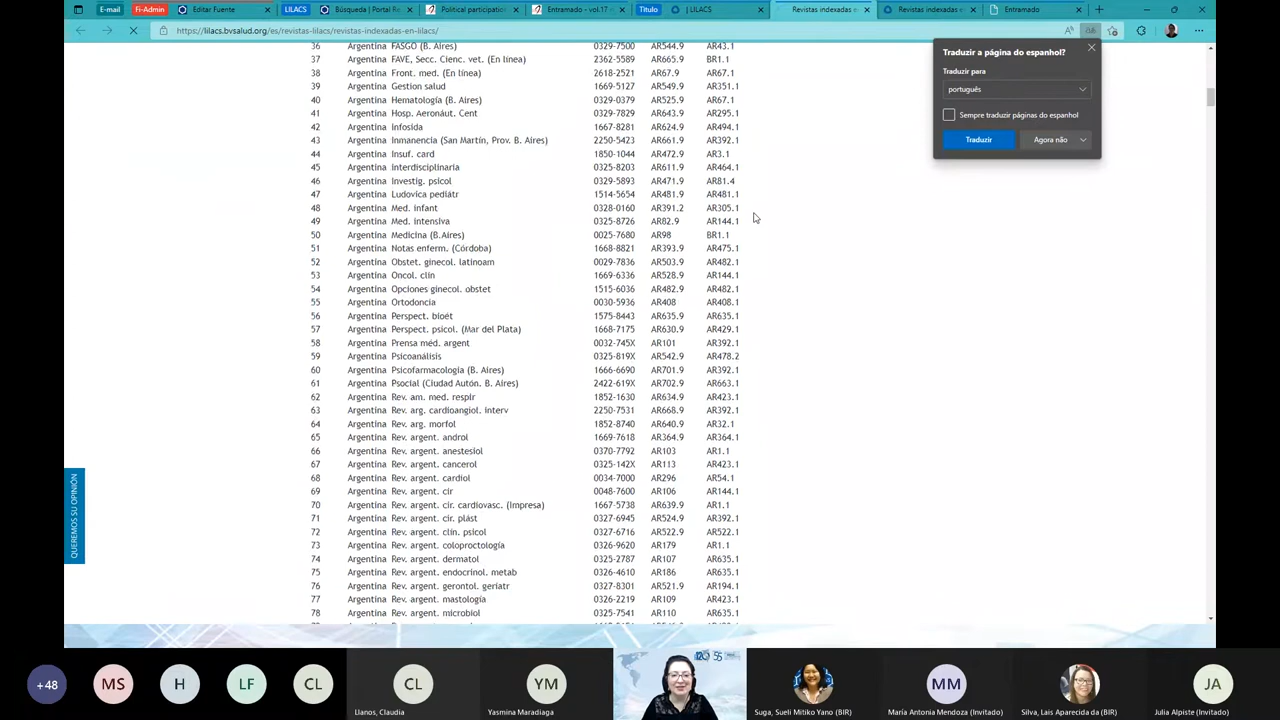 E-mail
Fi-Admin
Editar Fuente
LILACS
Búsqueda | Portal Re
Political participatio
Entramado - vol.17 -
Título
| LILACS
Revistas indexadas en
Revistas indexadas en
Entramado
https://lilacs.bvsalud.org/es/revistas-lilacs/revistas-indexadas-en-lilacs/
Traduzir a página do espanhol?
Traduzir para
português
Sempre traduzir páginas do espanhol
Traduzir
Agora não
36 Argentina FASGO (B. Aires) 0329-7500 AR544.9 AR43.1
37 Argentina FAVE, Secc. Cienc. vet. (En línea) 2362-5589 AR665.9 BR1.1
38 Argentina Front. med. (En línea) 2618-2521 AR67.9 AR67.1
39 Argentina Gestion salud 1669-5127 AR549.9 AR351.1
40 Argentina Hematología (B. Aires) 0329-0379 AR525.9 AR67.1
41 Argentina Hosp. Aeronáut. Cent 0329-7829 AR643.9 AR295.1
42 Argentina Infosida 1667-8281 AR624.9 AR494.1
43 Argentina Inmanencia (San Martín, Prov. B. Aires) 2250-5423 AR661.9 AR392.1
44 Argentina Insuf. card 1850-1044 AR472.9 AR3.1
45 Argentina Interdisciplinaria 0325-8203 AR611.9 AR464.1
46 Argentina Investig. psicol 0329-5893 AR471.9 AR81.4
47 Argentina Ludovica pediátr 1514-5654 AR481.9 AR481.1
48 Argentina Med. infant 0328-0160 AR391.2 AR305.1
49 Argentina Med. intensiva 0325-8726 AR82.9 AR144.1
50 Argentina Medicina (B.Aires) 0025-7680 AR98 BR1.1
51 Argentina Notas enferm. (Córdoba) 1668-8821 AR393.9 AR475.1
52 Argentina Obstet. ginecol. latinoam 0029-7836 AR503.9 AR482.1
53 Argentina Oncol. clín 1669-6336 AR528.9 AR144.1
54 Argentina Opciones ginecol. obstet 1515-6036 AR482.9 AR482.1
55 Argentina Ortodoncia 0030-5936 AR408 AR408.1
56 Argentina Perspect. bioét 1575-8443 AR635.9 AR635.1
57 Argentina Perspect. psicol. (Mar del Plata) 1668-7175 AR630.9 AR429.1
58 Argentina Prensa méd. argent 0032-745X AR101 AR392.1
59 Argentina Psicoanálisis 0325-819X AR542.9 AR478.2
60 Argentina Psicofarmacología (B. Aires) 1666-6690 AR701.9 AR392.1
61 Argentina Psocial (Ciudad Autón. B. Aires) 2422-619X AR702.9 AR663.1
62 Argentina Rev. am. med. respir 1852-1630 AR634.9 AR423.1
63 Argentina Rev. arg. cardioangiol. interv 2250-7531 AR668.9 AR392.1
64 Argentina Rev. arg. morfol 1852-8740 AR640.9 AR32.1
65 Argentina Rev. argent. androl 1669-7618 AR364.9 AR364.1
66 Argentina Rev. argent. anestesiol 0370-7792 AR103 AR1.1
67 Argentina Rev. argent. cancerol 0325-142X AR113 AR423.1
68 Argentina Rev. argent. cardiol 0034-7000 AR296 AR54.1
69 Argentina Rev. argent. cir 0048-7600 AR106 AR144.1
70 Argentina Rev. argent. cir. cardiovasc. (Impresa) 1667-5738 AR639.9 AR1.1
71 Argentina Rev. argent. cir. plást 0327-6945 AR524.9 AR392.1
72 Argentina Rev. argent. clín. psicol 0327-6716 AR522.9 AR522.1
73 Argentina Rev. argent. coloproctología 0326-9620 AR179 AR1.1
74 Argentina Rev. argent. dermatol 0325-2787 AR107 AR635.1
75 Argentina Rev. argent. endocrinol. metab 0326-4610 AR186 AR635.1
76 Argentina Rev. argent. gerontol. geriatr 0327-8301 AR521.9 AR194.1
77 Argentina Rev. argent. mastología 0326-2219 AR109 AR423.1
78 Argentina Rev. argent. microbiol 0325-7541 AR110 AR635.1
QUEREMOS SU OPINIÓN
+48
MS
H
LF
CL
CL
Llanos, Claudia
YM
Yasmina Maradiaga
Suga, Sueli Mitiko Yano (BIR)
MM
María Antonia Mendoza (Invitado)
Silva, Lais Aparecida da (BIR)
JA
Julia Alpiste (Invitado)